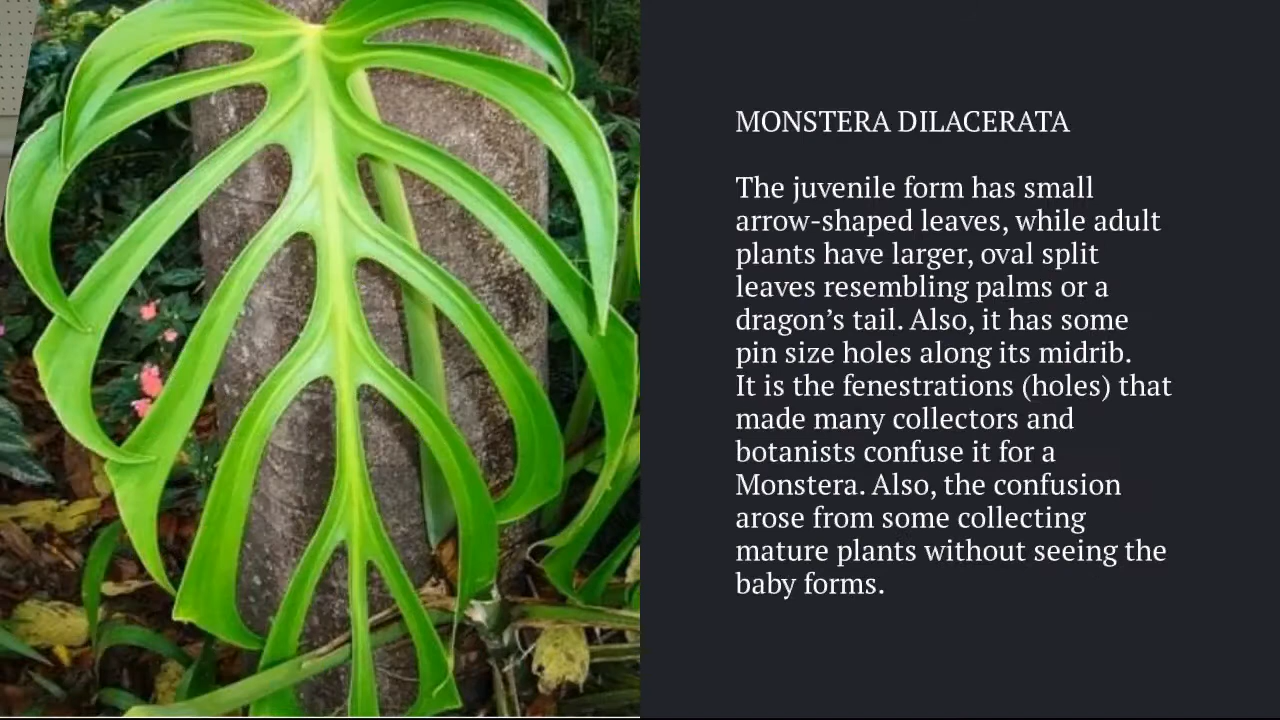 MONSTERA DILACERATA
The juvenile form has small
arrow-shaped leaves, while adult
plants have larger, oval split
leaves resembling palms or a
dragon’s tail. Also, it has some
pin size holes along its midrib.
It is the fenestrations (holes) that
made many collectors and
botanists confuse it for a
Monstera. Also, the confusion
arose from some collecting
mature plants without seeing the
baby forms.